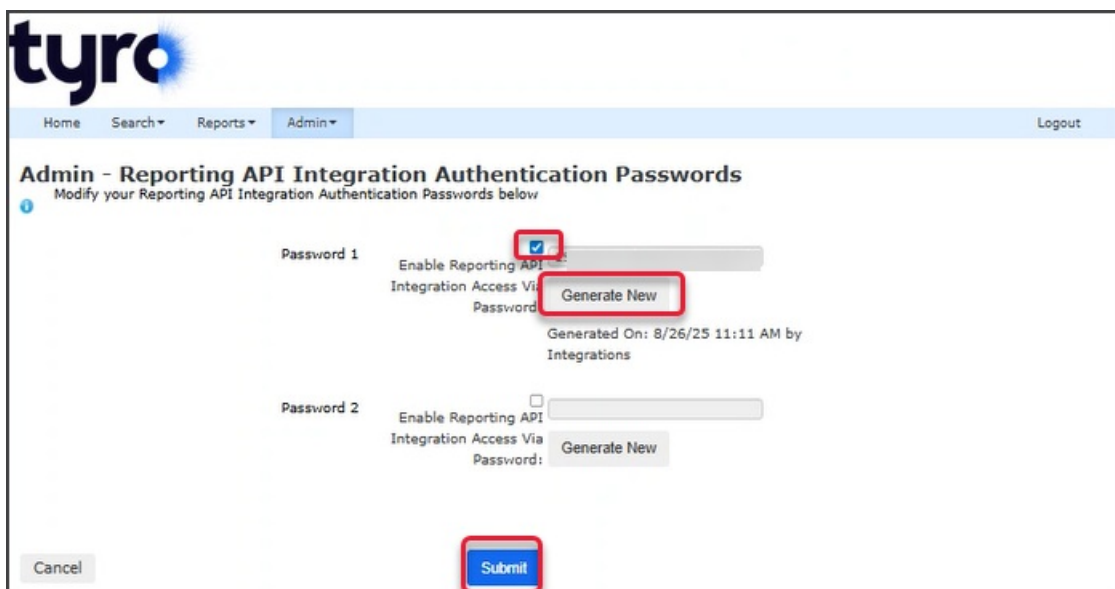 tyro
Home Search Reports Admin Logout
Admin - Reporting API Integration Authentication Passwords
Modify your Reporting API Integration Authentication Passwords below
Password 1
Enable Reporting API
Integration Access Via
Password
Generate New
Generated On: 8/26/25 11:11 AM by
Integrations
Password 2
Enable Reporting API
Integration Access Via
Password:
Generate New
Cancel
Submit